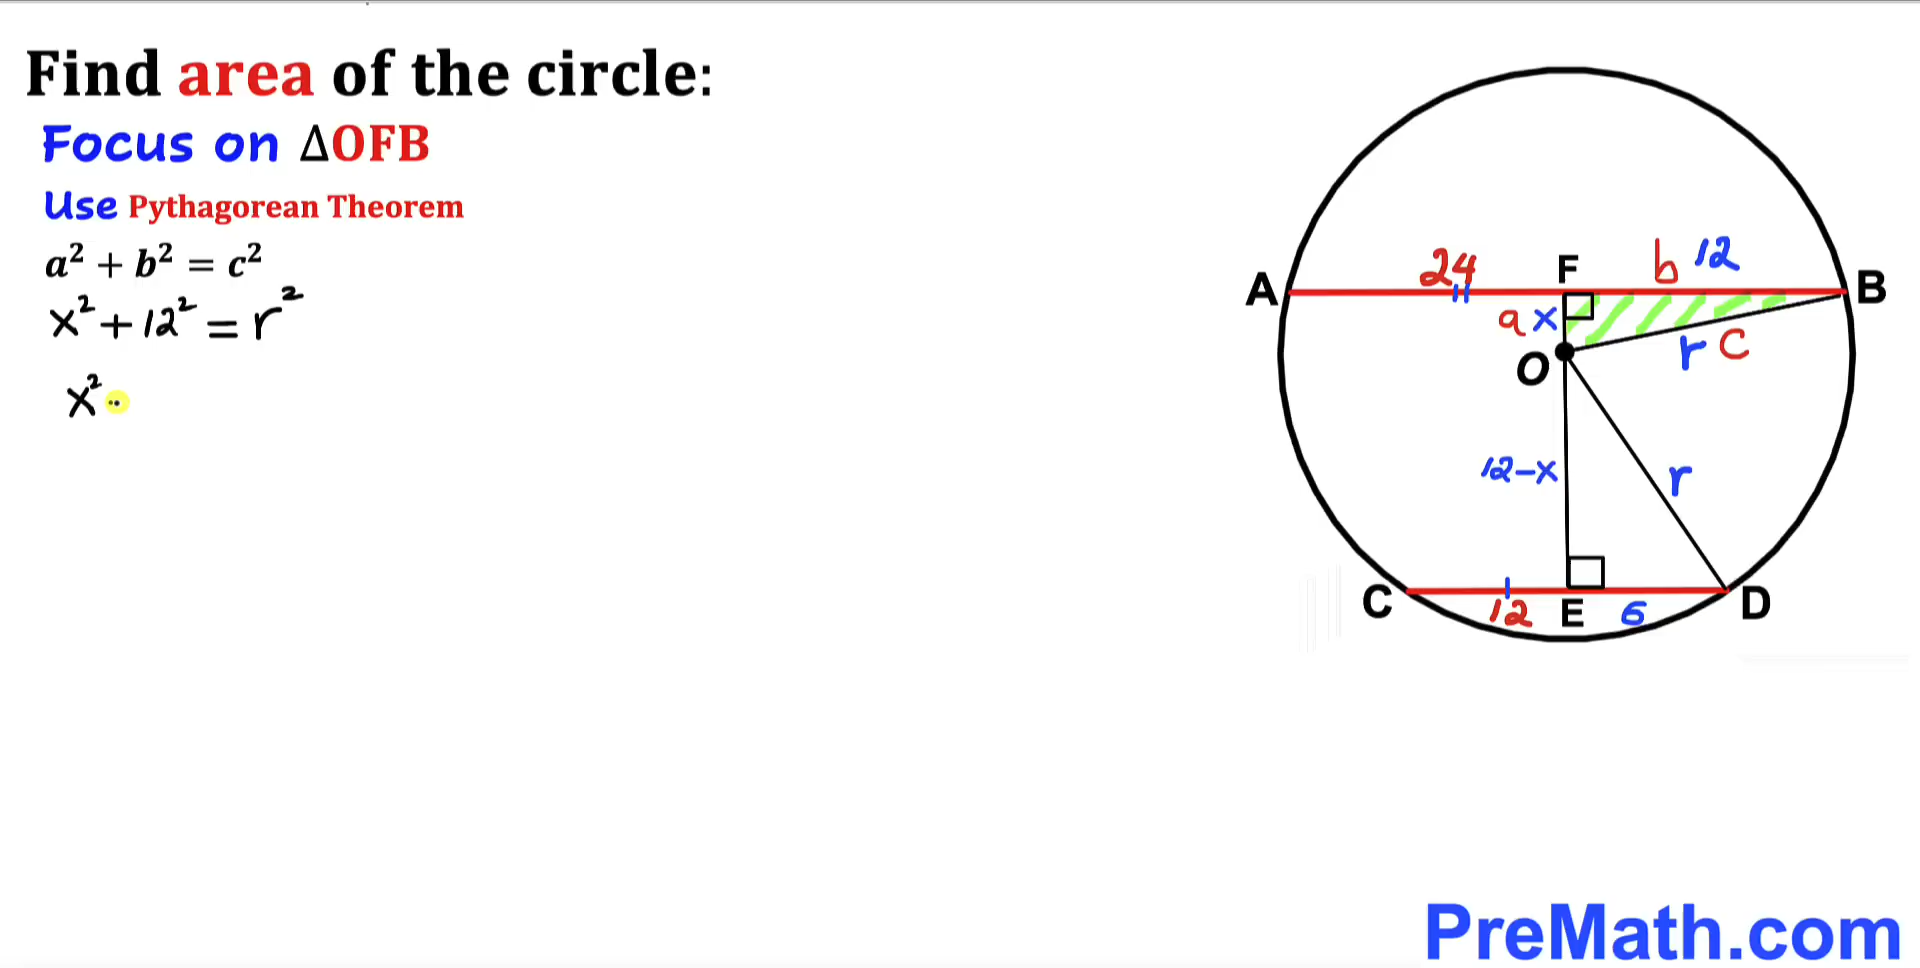 Find area of the circle:
Focus on ΔOFB
Use Pythagorean Theorem
a² + b² = c²
x² + 12² = r²
x²
24
F
b 12
A
B
a x
r c
O
12-x
r
C
12 E 6
D
PreMath.com